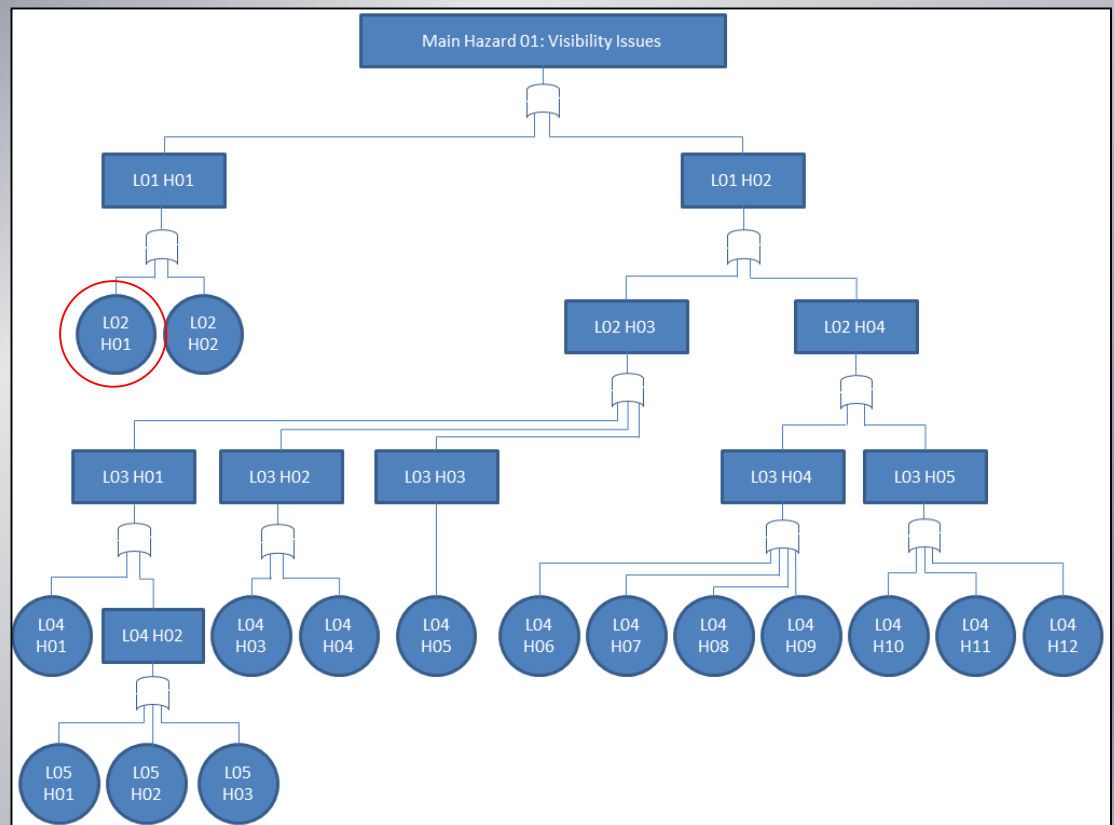 Main Hazard 01: Visibility Issues
L01 H01
L01 H02
L02
H01
L02
H02
L02 H03
L02 H04
L03 H01
L03 H02
L03 H03
L03 H04
L03 H05
L04
H01
L04 H02
L04
H03
L04
H04
L04
H05
L04
H06
L04
H07
L04
H08
L04
H09
L04
H10
L04
H11
L04
H12
L05
H01
L05
H02
L05
H03